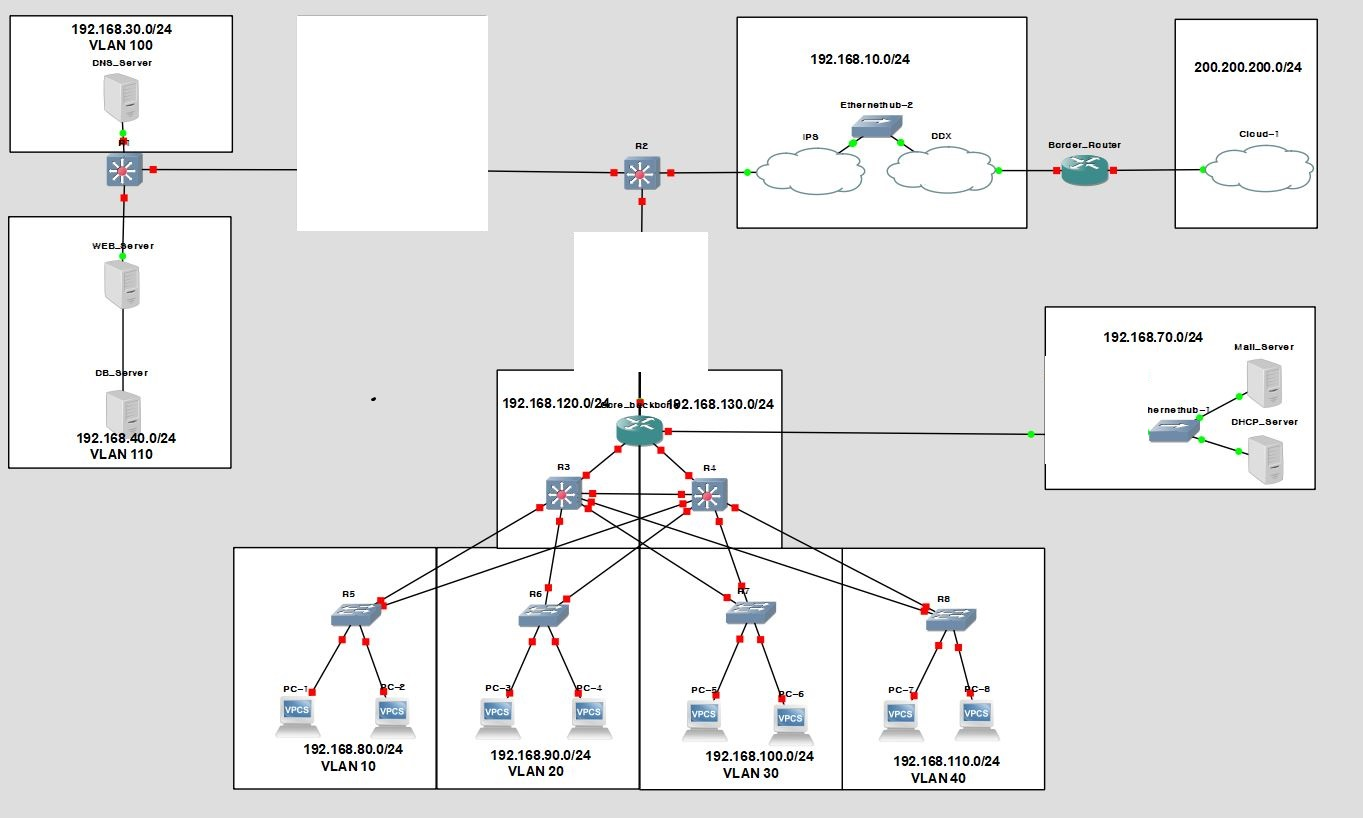 192.168.30.0/24
VLAN 100
DNS_Server
WEB_Server
DB_Server
192.168.40.0/24
VLAN 110
R2
192.168.10.0/24
Ethernethub-2
IPS
DDX
Border_Router
200.200.200.0/24
Cloud-1
192.168.70.0/24
Mail_Server
hernethub-1
DHCP_Server
192.168.120.0/24
192.168.130.0/24
R3
R4
R5
R6
R7
R8
PC-1
PC-2
PC-3
PC-4
PC-5
PC-6
PC-7
PC-8
VPCS
VPCS
VPCS
VPCS
VPCS
VPCS
VPCS
VPCS
192.168.80.0/24
VLAN 10
192.168.90.0/24
VLAN 20
192.168.100.0/24
VLAN 30
192.168.110.0/24
VLAN 40